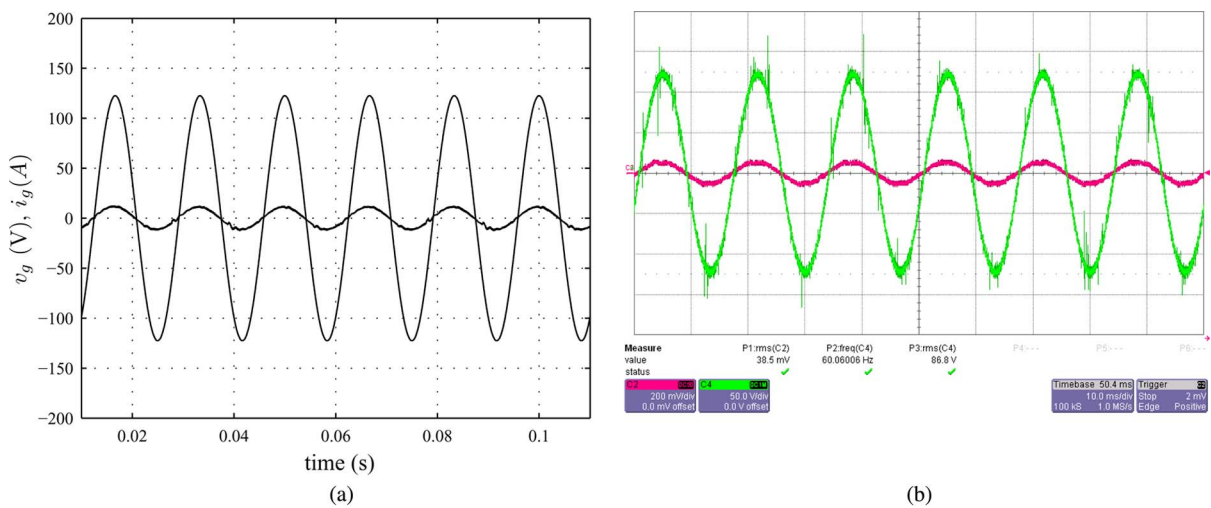 200
150
100
50
0
−50
−100
−150
−200
v_g (V), i_g(A)
0.02
0.04
0.06
0.08
0.1
time (s)
(a)
Measure P1:rms(C2) P2:freq(C4) P3:rms(C4) P4:--- P5:--- P6:---
value 38.5 mV 60.06006 Hz 86.8 V
status
C2
200 mV/div
0.0 mV offset
C4
50.0 V/div
0.0 V offset
Timebase 50.4 ms
10.0 ms/div
100 kS 1.0 MS/s
Trigger
Stop 2 mV
Edge Positive
(b)